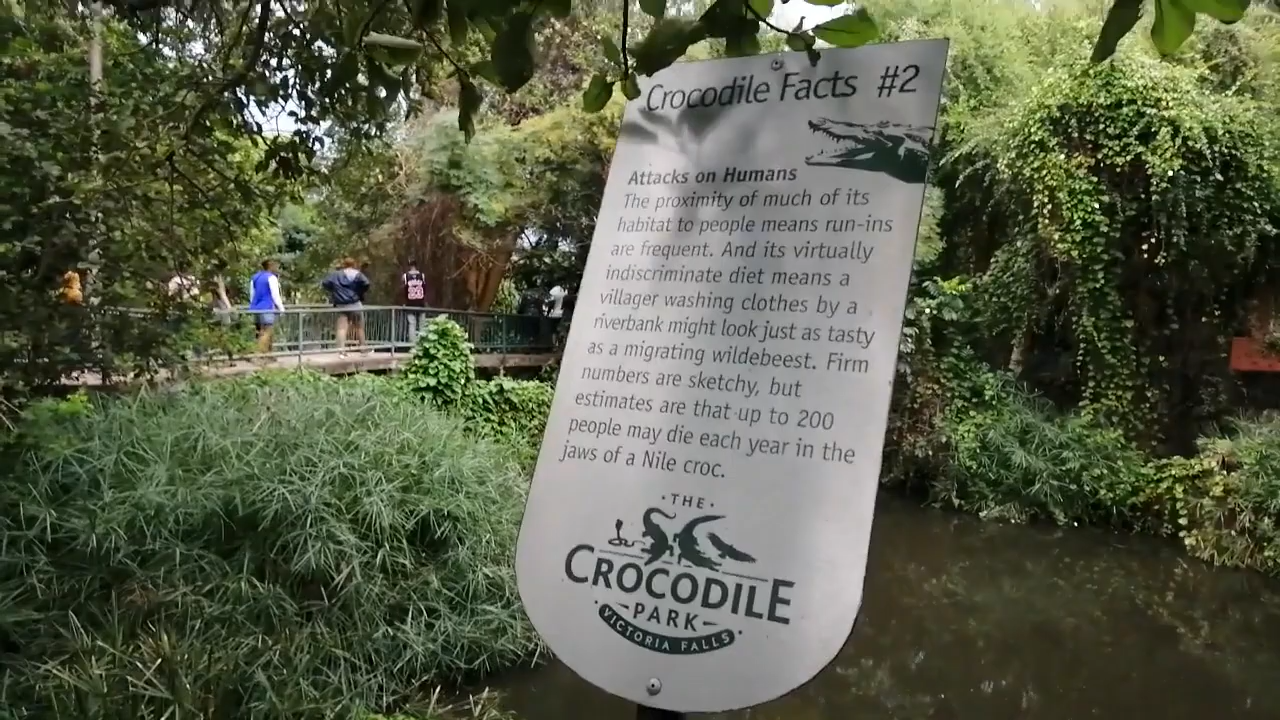 Crocodile Facts #2
Attacks on Humans
The proximity of much of its
habitat to people means run-ins
are frequent. And its virtually
indiscriminate diet means a
villager washing clothes by a
riverbank might look just as tasty
as a migrating wildebeest. Firm
numbers are sketchy, but
estimates are that up to 200
people may die each year in the
jaws of a Nile croc.
· THE ·
CROCODILE
PARK
· VICTORIA FALLS ·